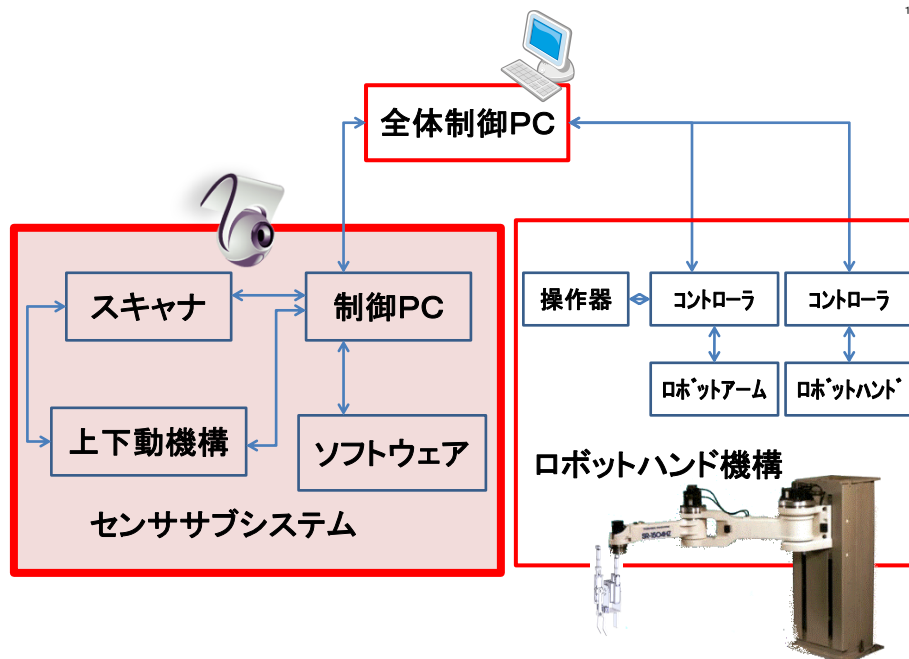 1
全体制御PC
スキャナ
制御PC
上下動機構
ソフトウェア
センササブシステム
操作器
コントローラ
コントローラ
ロボットアーム
ロボットハンド
ロボットハンド機構
SR-1504HZ